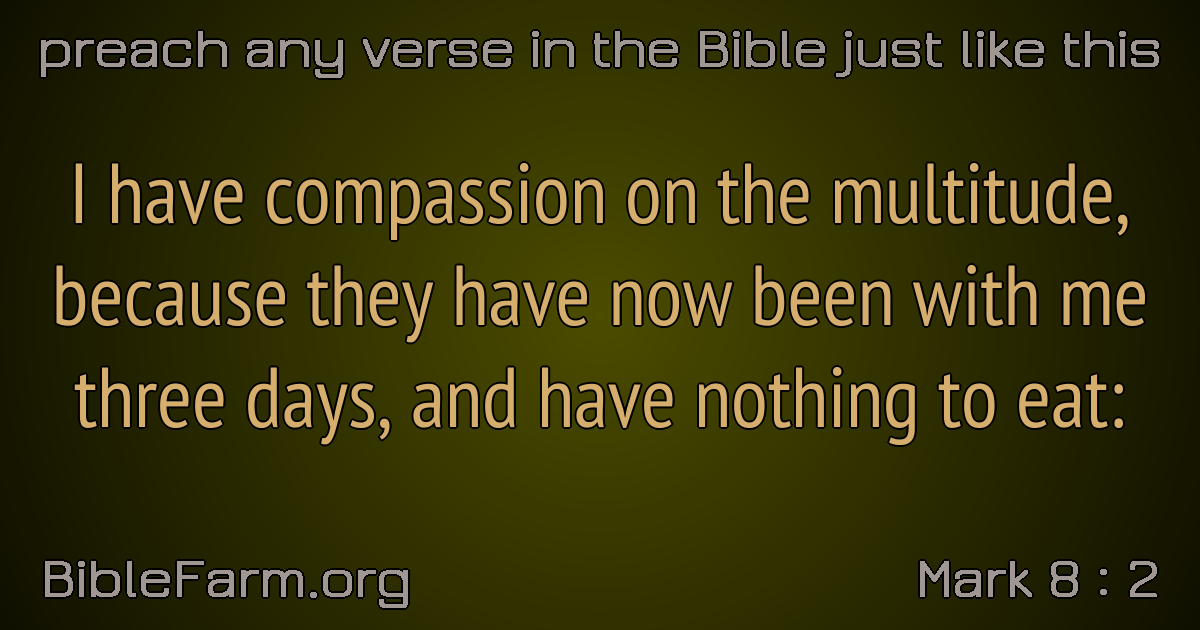 preach any verse in the Bible just like this
I have compassion on the multitude,
because they have now been with me
three days, and have nothing to eat:
BibleFarm.org
Mark 8 : 2